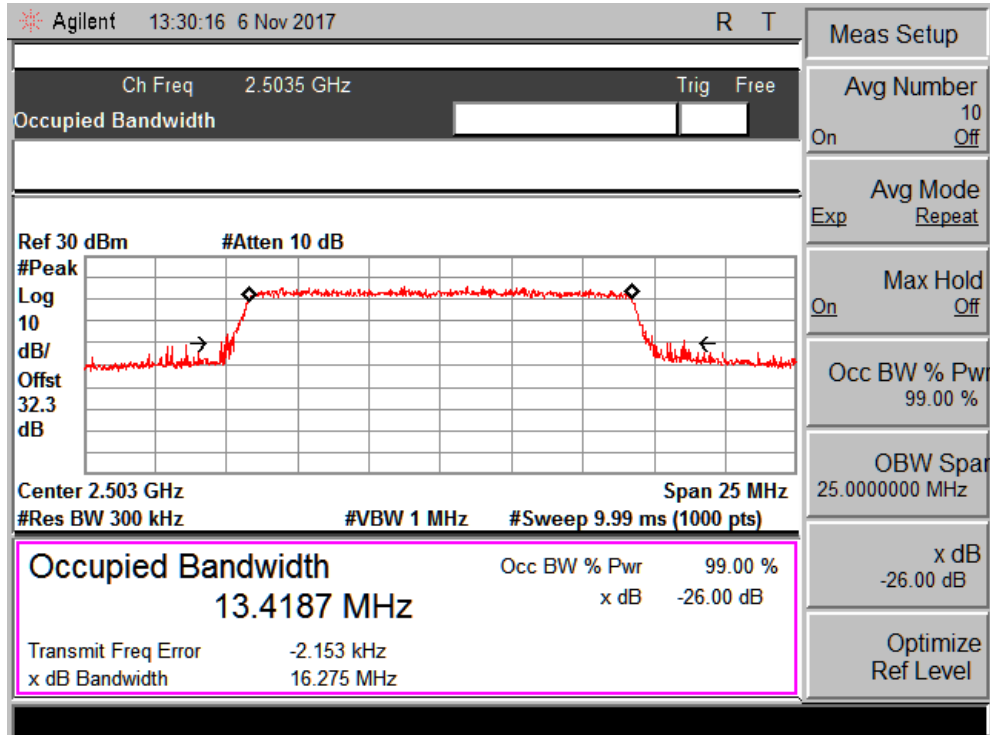 Agilent 13:30:16 6 Nov 2017 R T
Ch Freq 2.5035 GHz Trig Free
Occupied Bandwidth
Ref 30 dBm #Atten 10 dB
#Peak
Log
10
dB/
Offst
32.3
dB
Center 2.503 GHz Span 25 MHz
#Res BW 300 kHz #VBW 1 MHz #Sweep 9.99 ms (1000 pts)
Occupied Bandwidth Occ BW % Pwr 99.00 %
13.4187 MHz x dB -26.00 dB
Transmit Freq Error -2.153 kHz
x dB Bandwidth 16.275 MHz
Meas Setup
Avg Number
10
On Off
Avg Mode
Exp Repeat
Max Hold
On Off
Occ BW % Pwr
99.00 %
OBW Span
25.0000000 MHz
x dB
-26.00 dB
Optimize
Ref Level